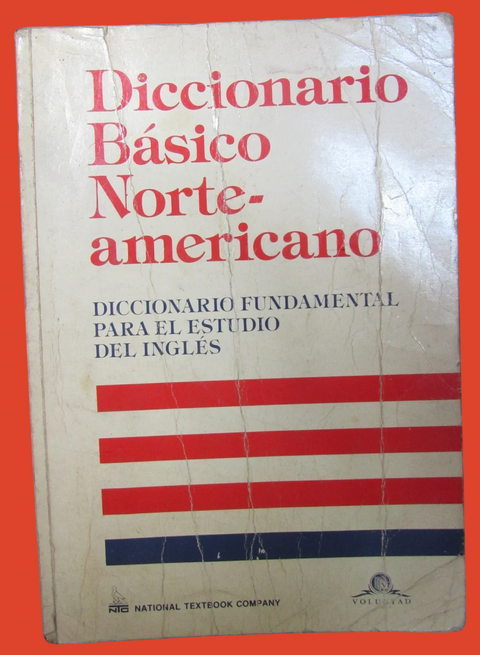 Diccionario
Básico
Norte-
americano
DICCIONARIO FUNDAMENTAL
PARA EL ESTUDIO
DEL INGLÉS
NTC NATIONAL TEXTBOOK COMPANY
VOLUNTAD